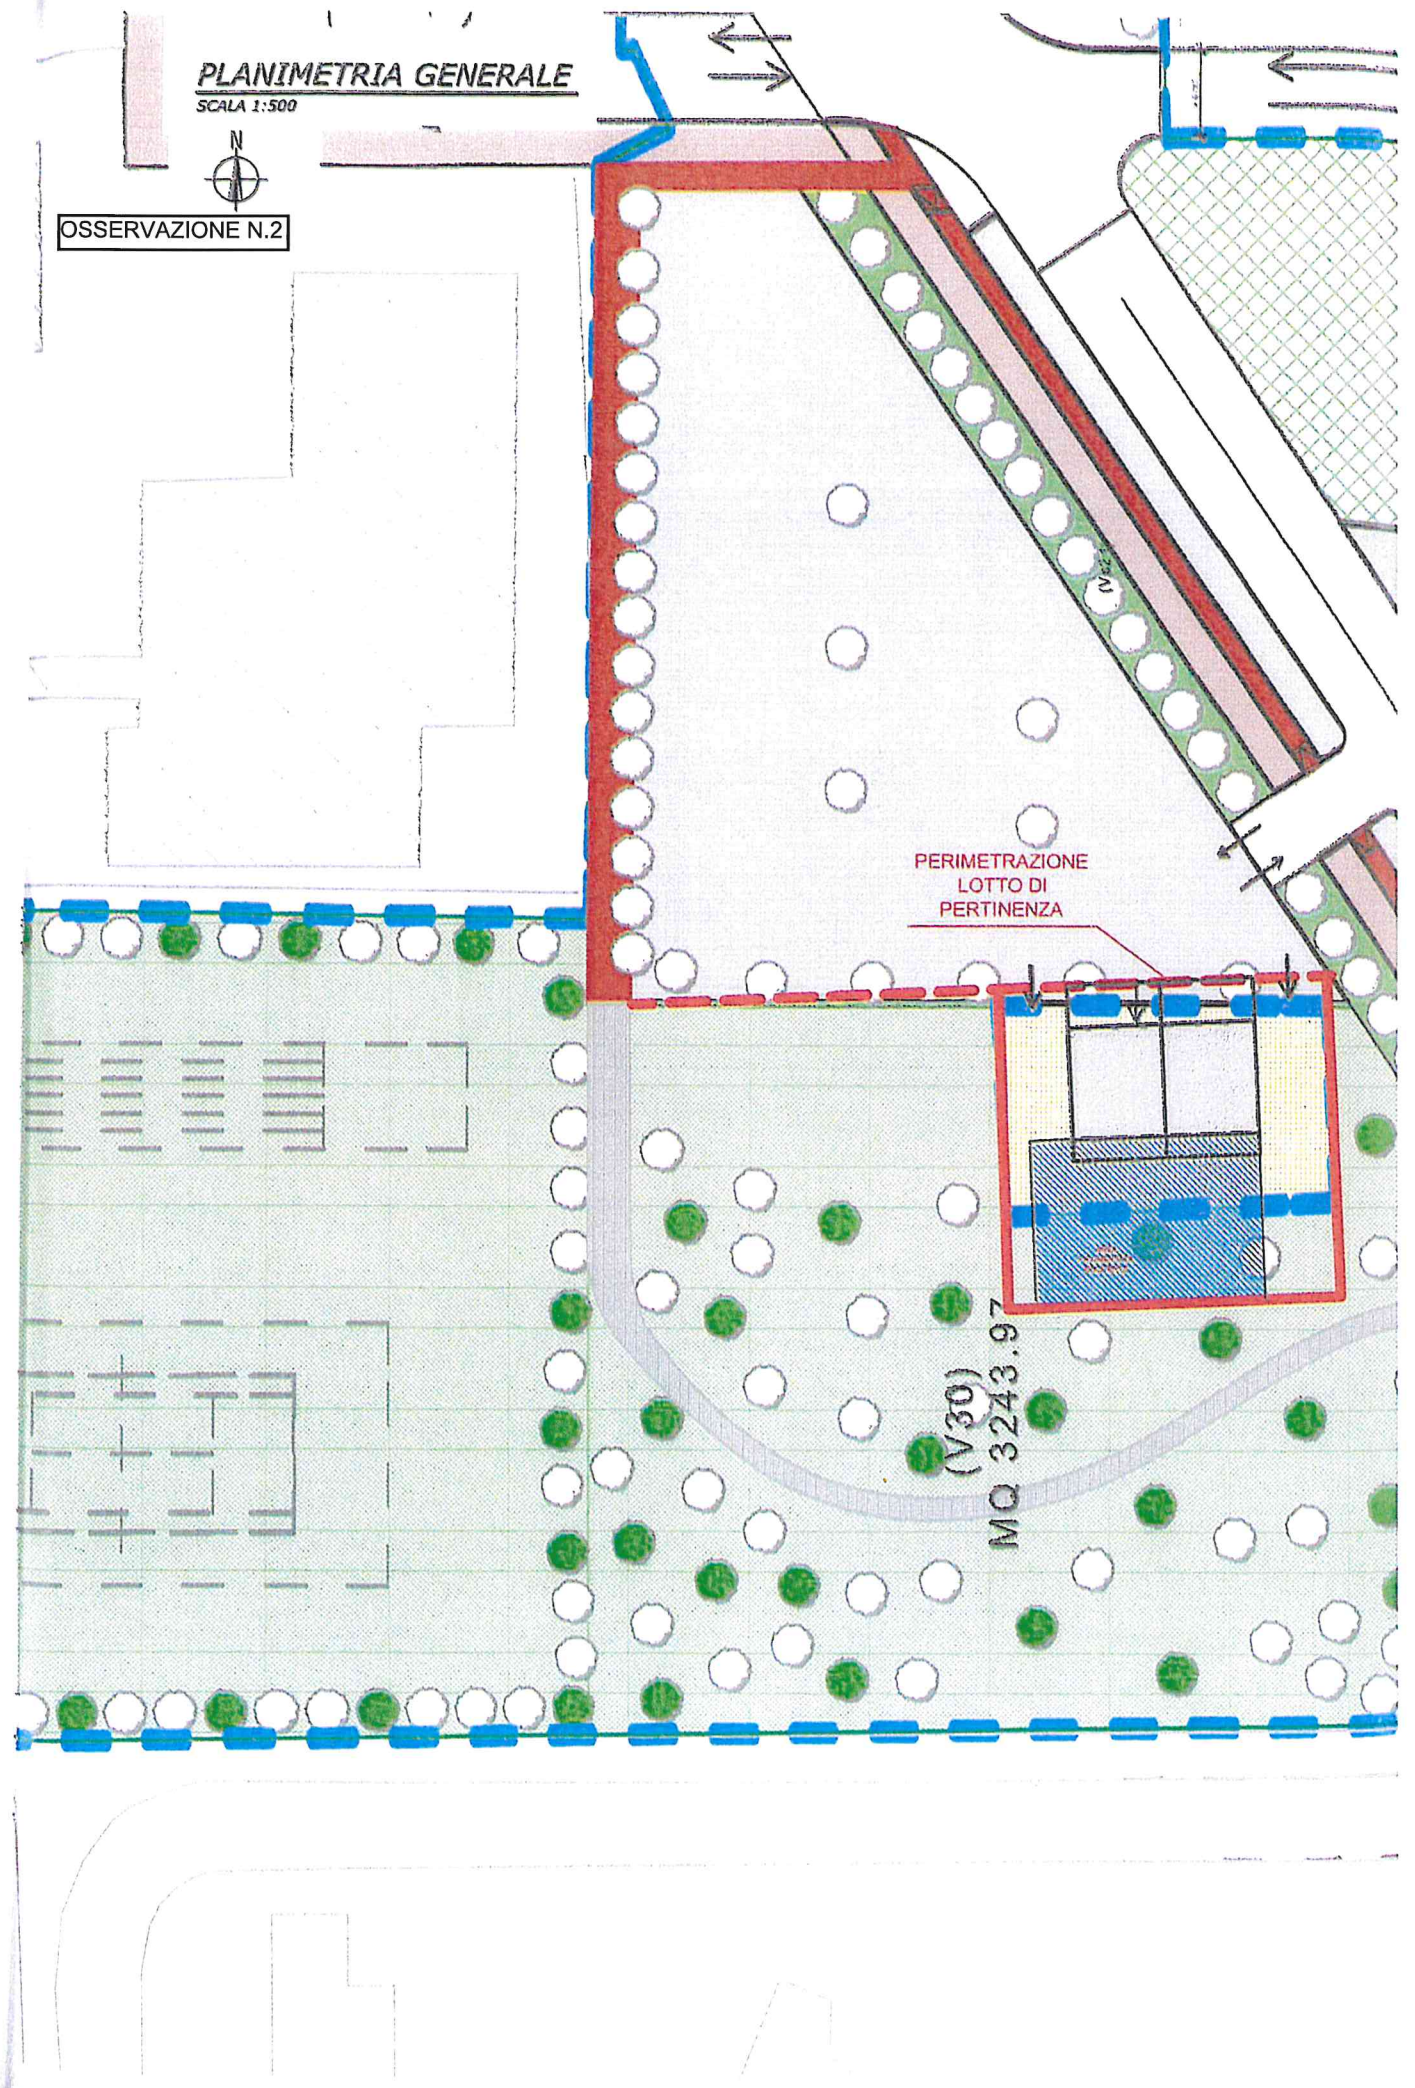 PLANIMETRIA GENERALE
SCALA 1:500
N
OSSERVAZIONE N.2
PERIMETRAZIONE
LOTTO DI
PERTINENZA
(V30)
MQ 3243.97